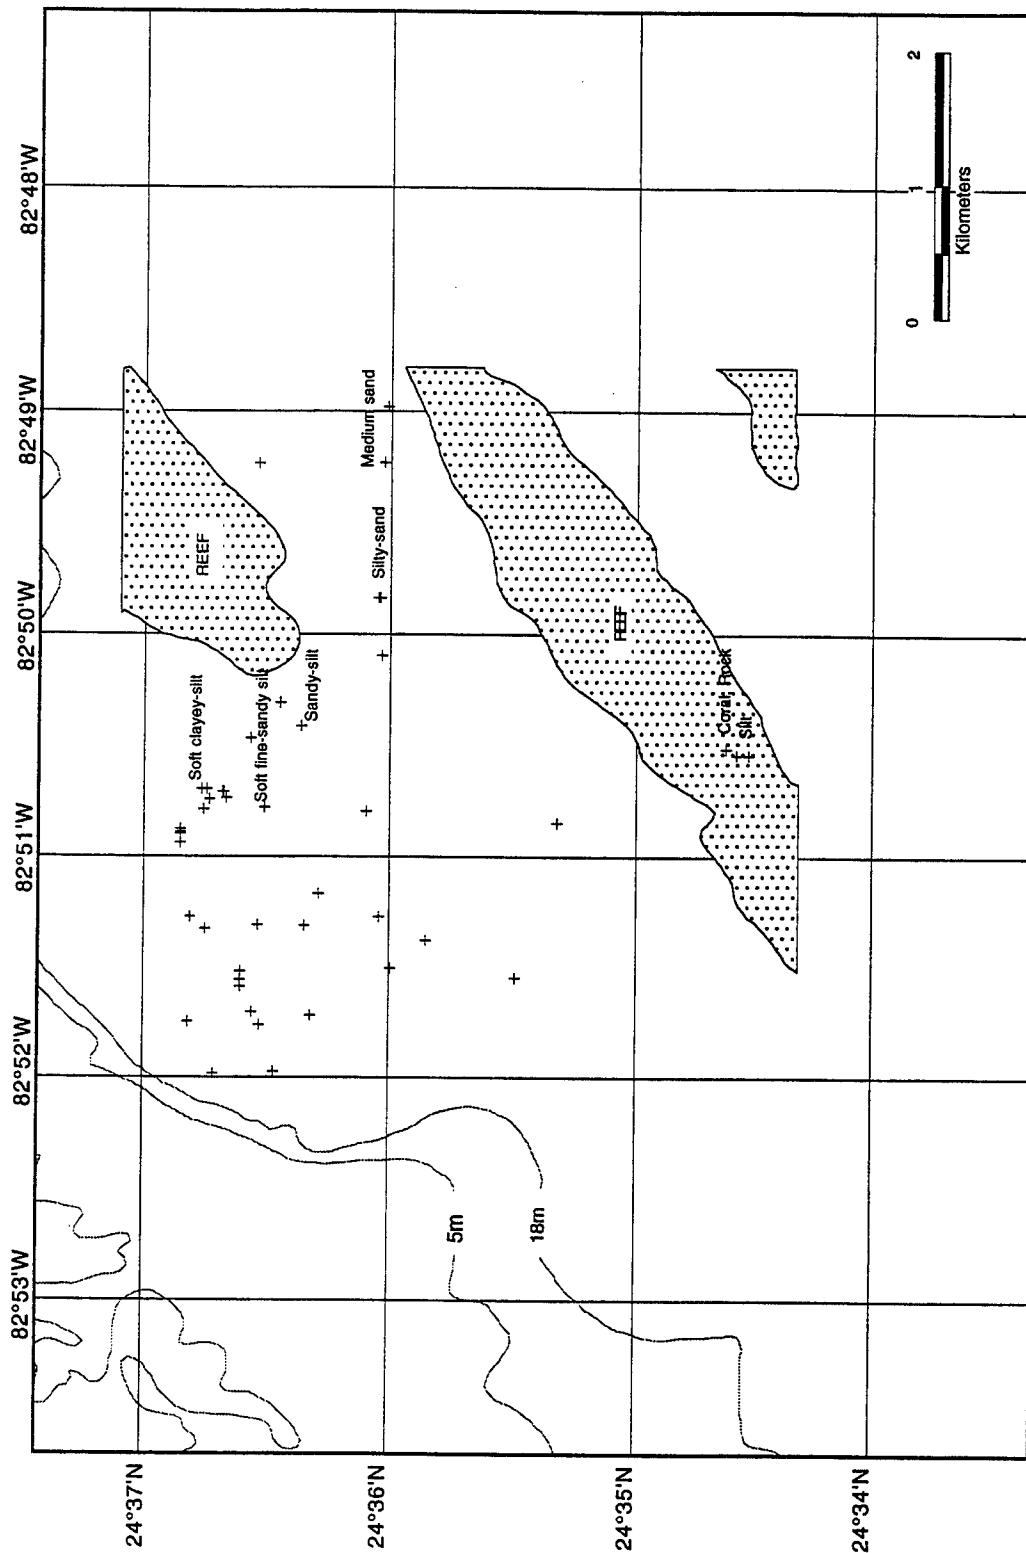 82°53'W 82°52'W 82°51'W 82°50'W 82°49'W 82°48'W
24°37'N
Soft clayey-silt
REEF
Soft fine-sandy silt
Sandy-silt
Medium sand
Silty-sand
24°36'N
5m
18m
REEF
24°35'N
Coral, Rock
Silt
24°34'N
0 1 2
Kilometers